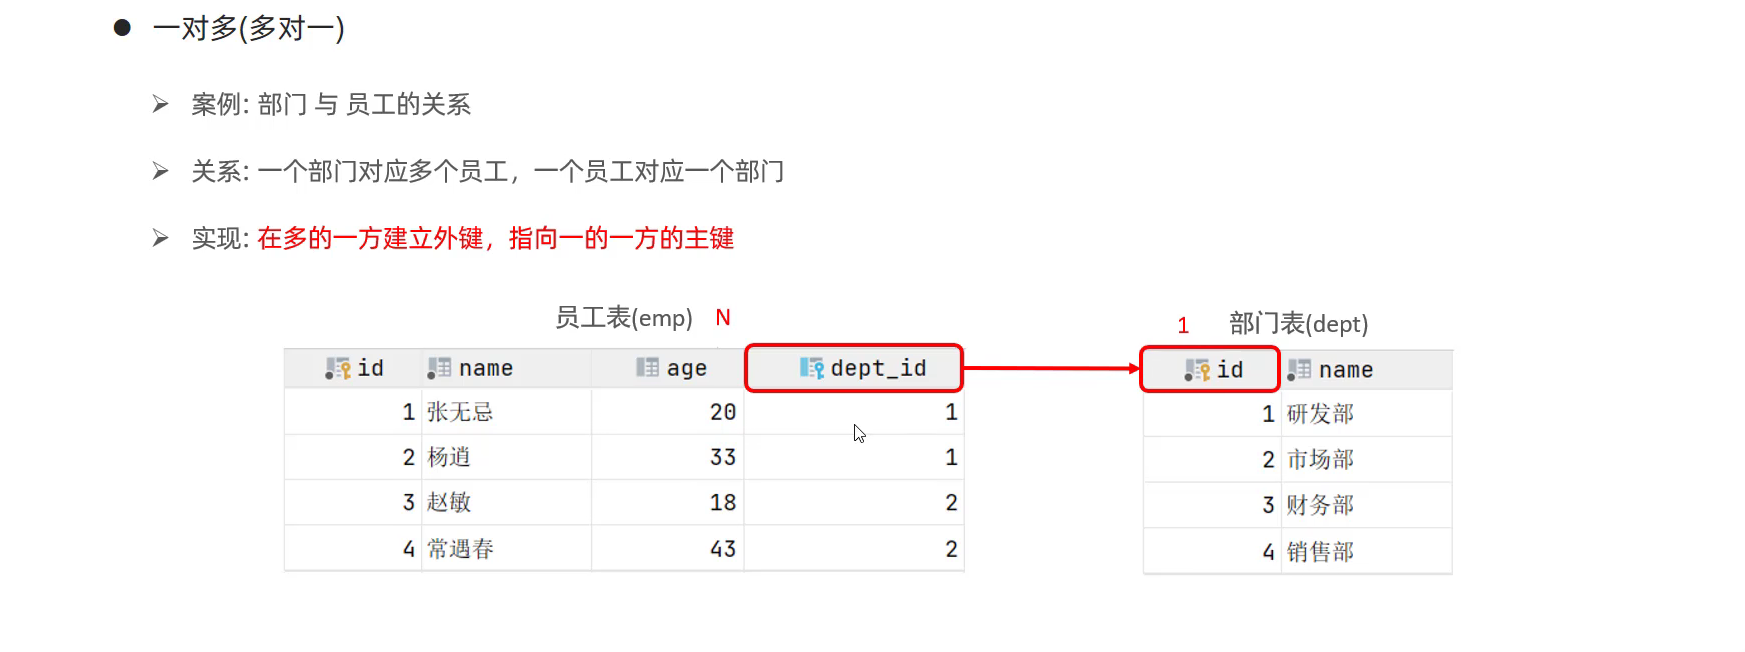 ● 一对多(多对一)
➢ 案例: 部门 与 员工的关系
➢ 关系: 一个部门对应多个员工，一个员工对应一个部门
➢ 实现: 在多的一方建立外键，指向一的一方的主键
员工表(emp) N
id name age dept_id
1 张无忌 20 1
2 杨逍 33 1
3 赵敏 18 2
4 常遇春 43 2
1 部门表(dept)
id name
1 研发部
2 市场部
3 财务部
4 销售部